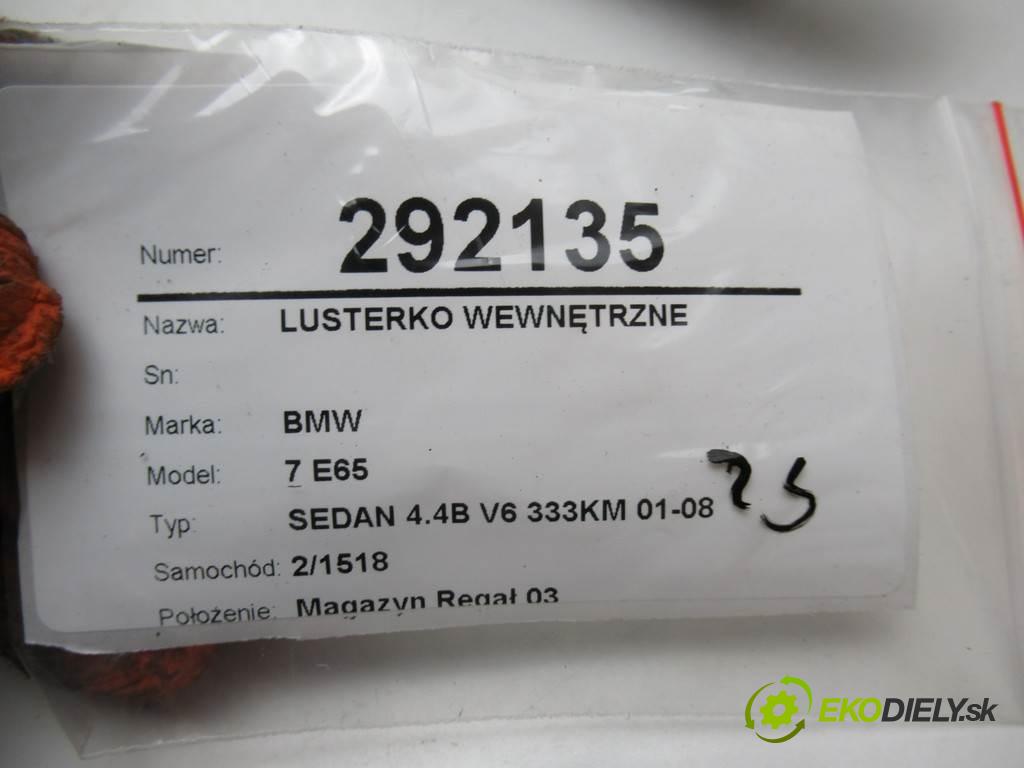 Numer: 292135
Nazwa: LUSTERKO WEWNĘTRZNE
Sn:
Marka: BMW
Model: 7 E65
Typ: SEDAN 4.4B V6 333KM 01-08
Samochód: 2/1518
Położenie: Magazyn Regał 03
EKODIELY.sk